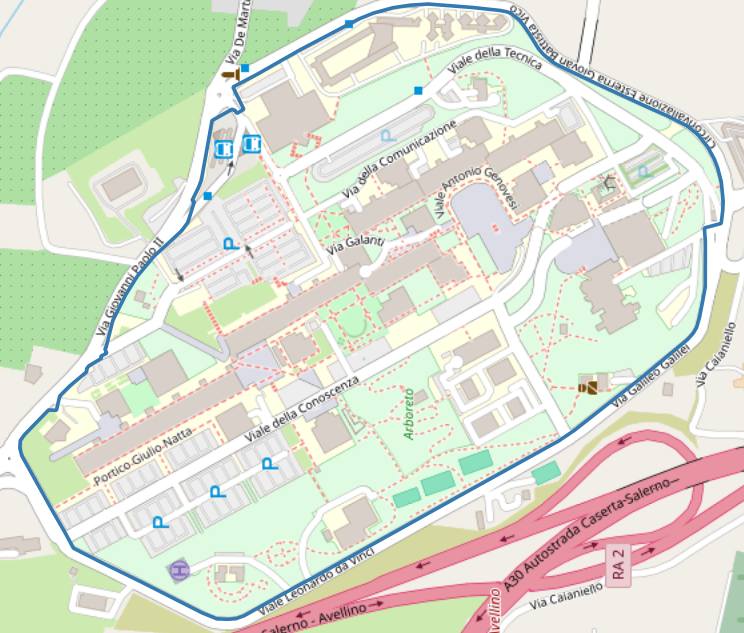 Via De Mart
Circonvallazione Esterna Giovan Battista Vico
Viale della Tecnica
P
Via della Comunicazione
P
Viale Antonio Genovesi
Via Galanti
P
Via Giovanni Paolo II
Via Caianiello
Via Galileo Galilei
Arboreto
Viale della Conoscenza
Portico Giulio Natta
P
P
P
A30 Autostrada Caserta-Salerno
RA 2
Viale Leonardo da Vinci
Via Caianiello
Avellino
Salerno - Avellino